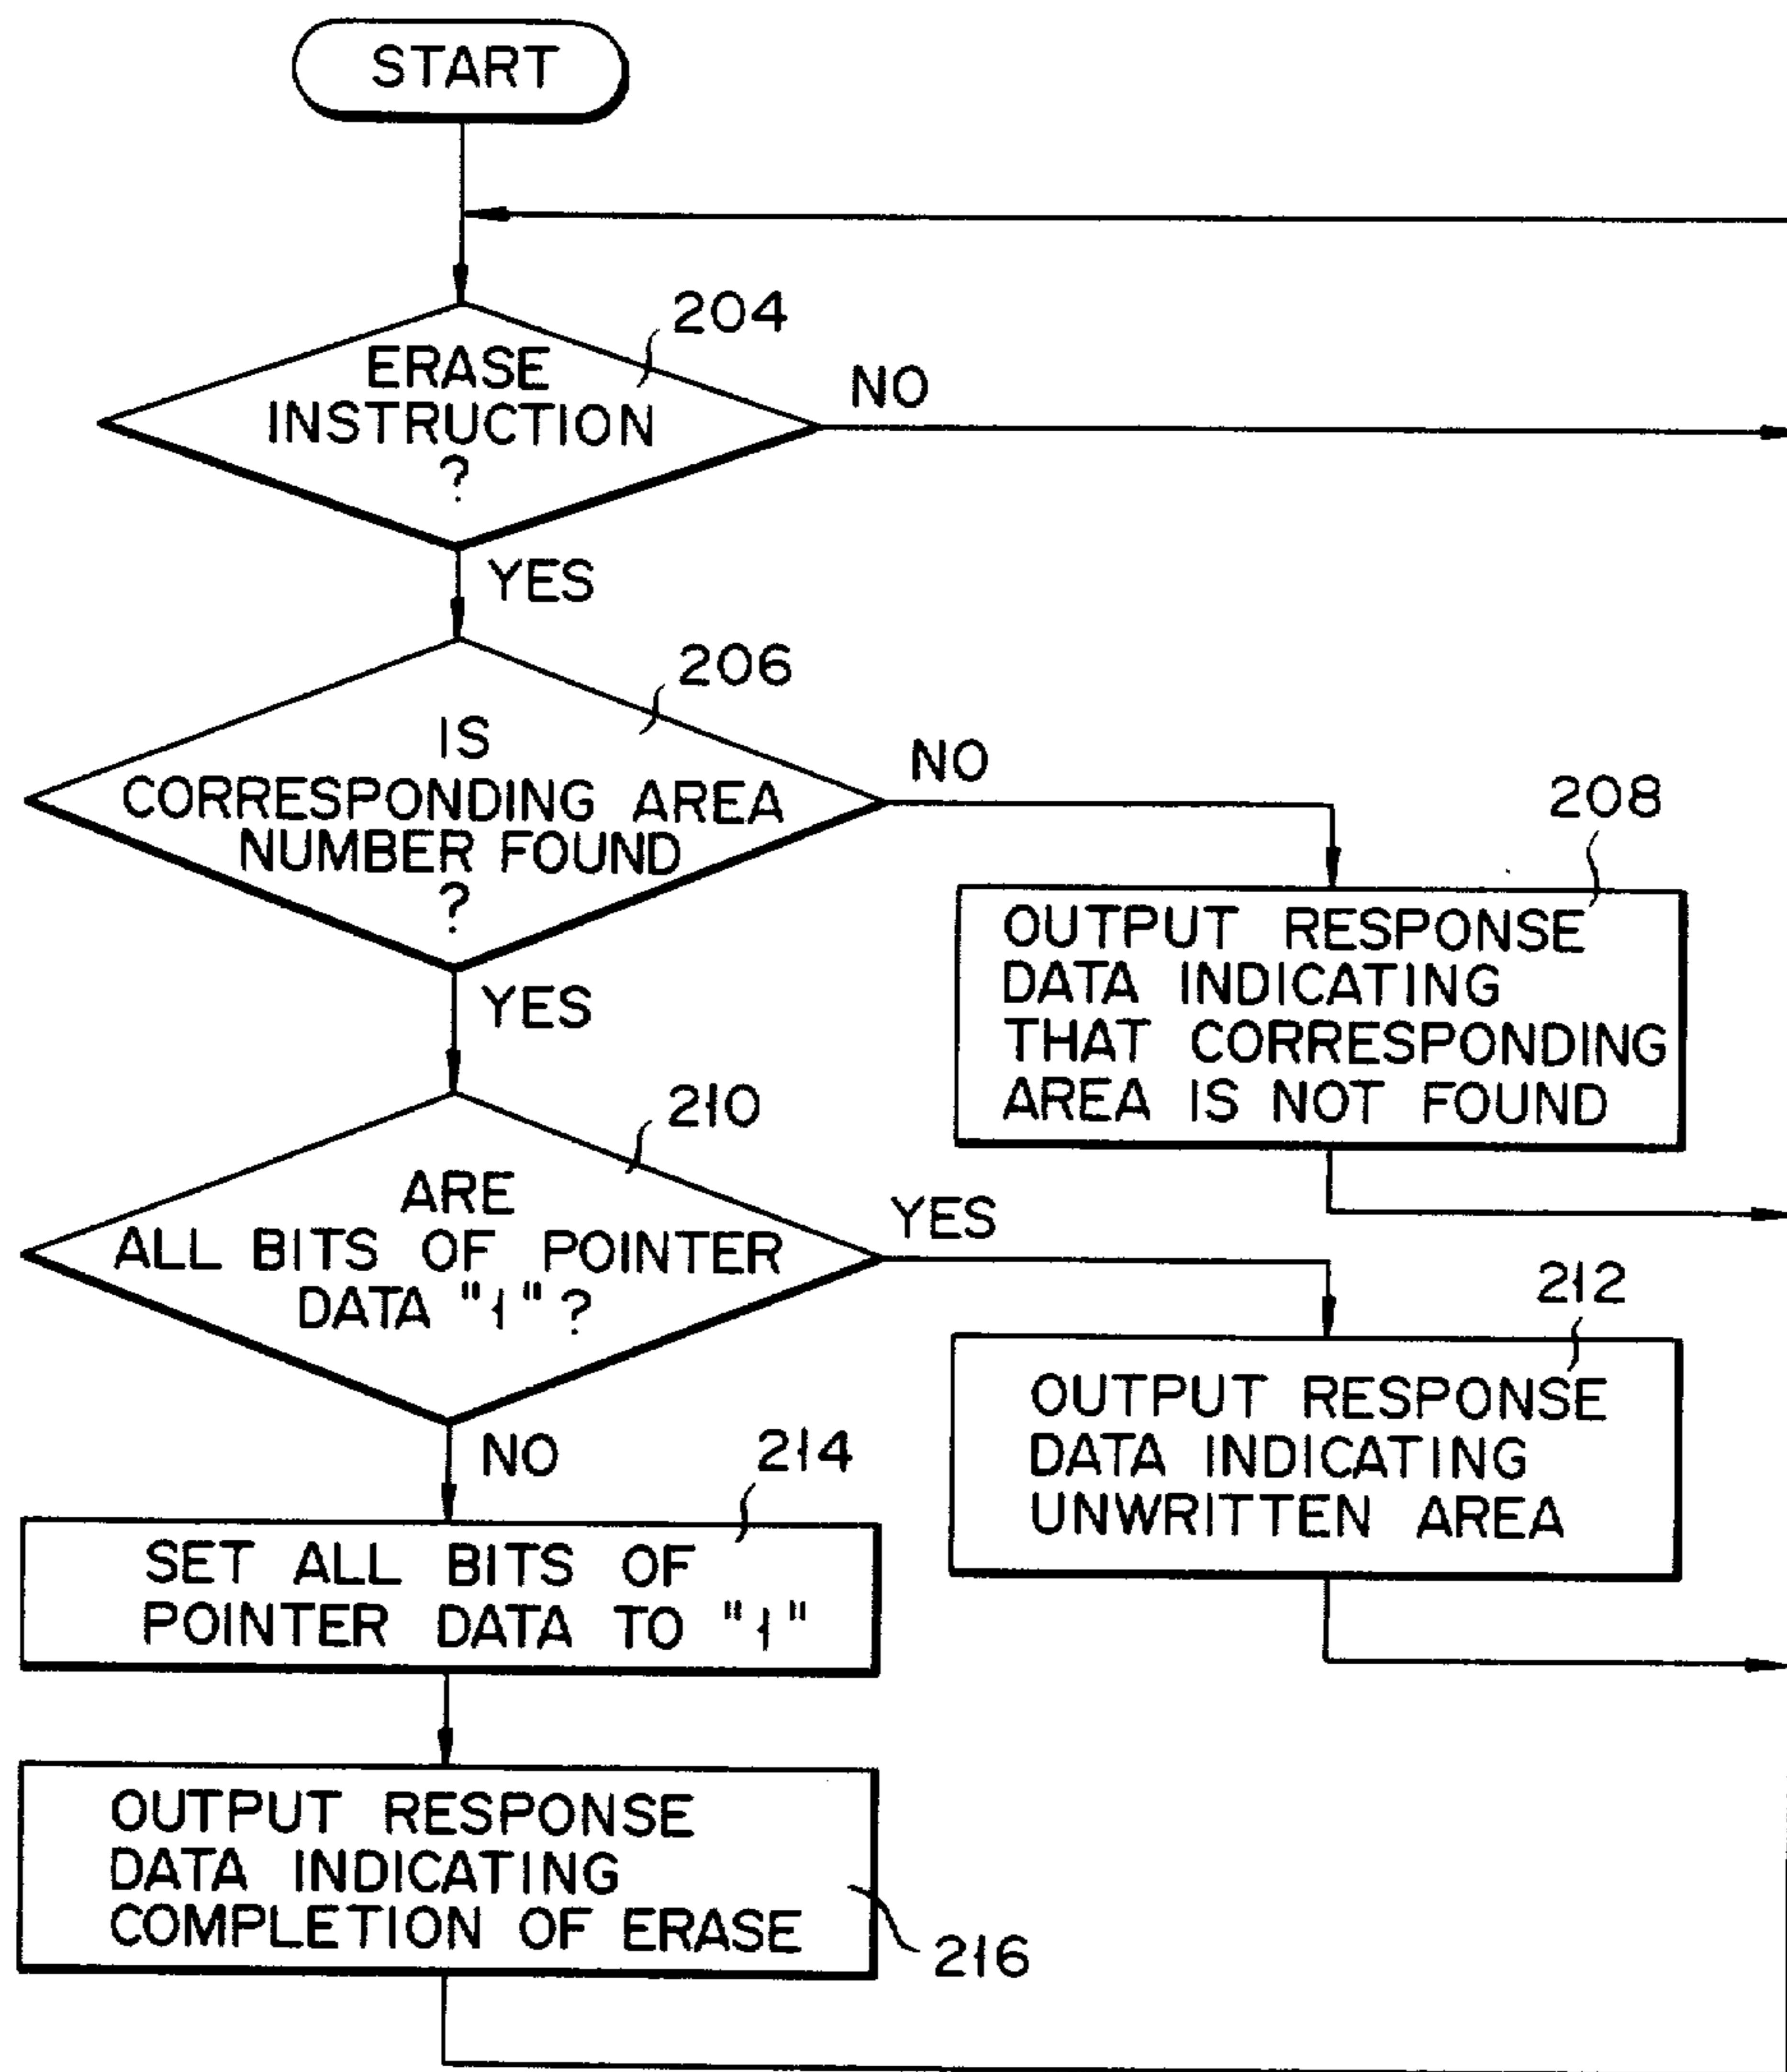 START
204
ERASE
INSTRUCTION
?
NO
YES
206
IS
CORRESPONDING AREA
NUMBER FOUND
?
NO
208
OUTPUT RESPONSE
DATA INDICATING
THAT CORRESPONDING
AREA IS NOT FOUND
YES
210
ARE
ALL BITS OF POINTER
DATA "1" ?
YES
212
OUTPUT RESPONSE
DATA INDICATING
UNWRITTEN AREA
NO
214
SET ALL BITS OF
POINTER DATA TO "1"
OUTPUT RESPONSE
DATA INDICATING
COMPLETION OF ERASE
216